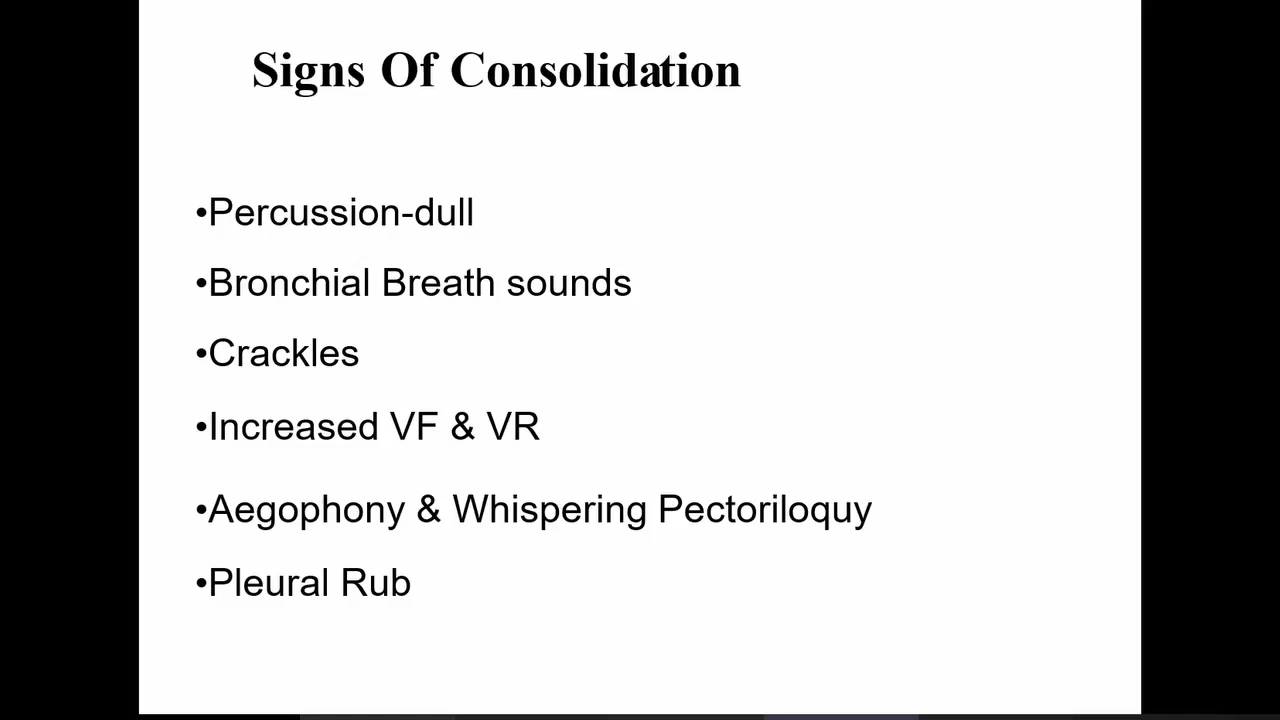 Signs Of Consolidation
•Percussion-dull
•Bronchial Breath sounds
•Crackles
•Increased VF & VR
•Aegophony & Whispering Pectoriloquy
•Pleural Rub